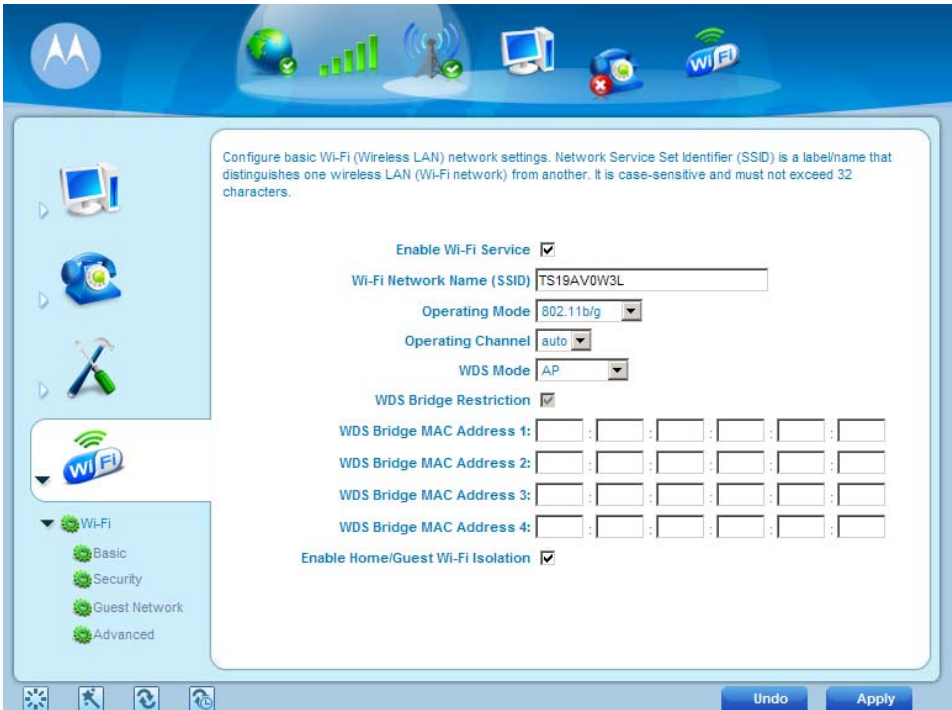 WiFi
Configure basic Wi-Fi (Wireless LAN) network settings. Network Service Set Identifier (SSID) is a label/name that
distinguishes one wireless LAN (Wi-Fi network) from another. It is case-sensitive and must not exceed 32
characters.
Enable Wi-Fi Service
Wi-Fi Network Name (SSID) TS19AV0W3L
Operating Mode 802.11b/g
Operating Channel auto
WDS Mode AP
WDS Bridge Restriction
WDS Bridge MAC Address 1: : : : : :
WDS Bridge MAC Address 2: : : : : :
WDS Bridge MAC Address 3: : : : : :
WDS Bridge MAC Address 4: : : : : :
Enable Home/Guest Wi-Fi Isolation
WiFi
Wi-Fi
Basic
Security
Guest Network
Advanced
Undo Apply